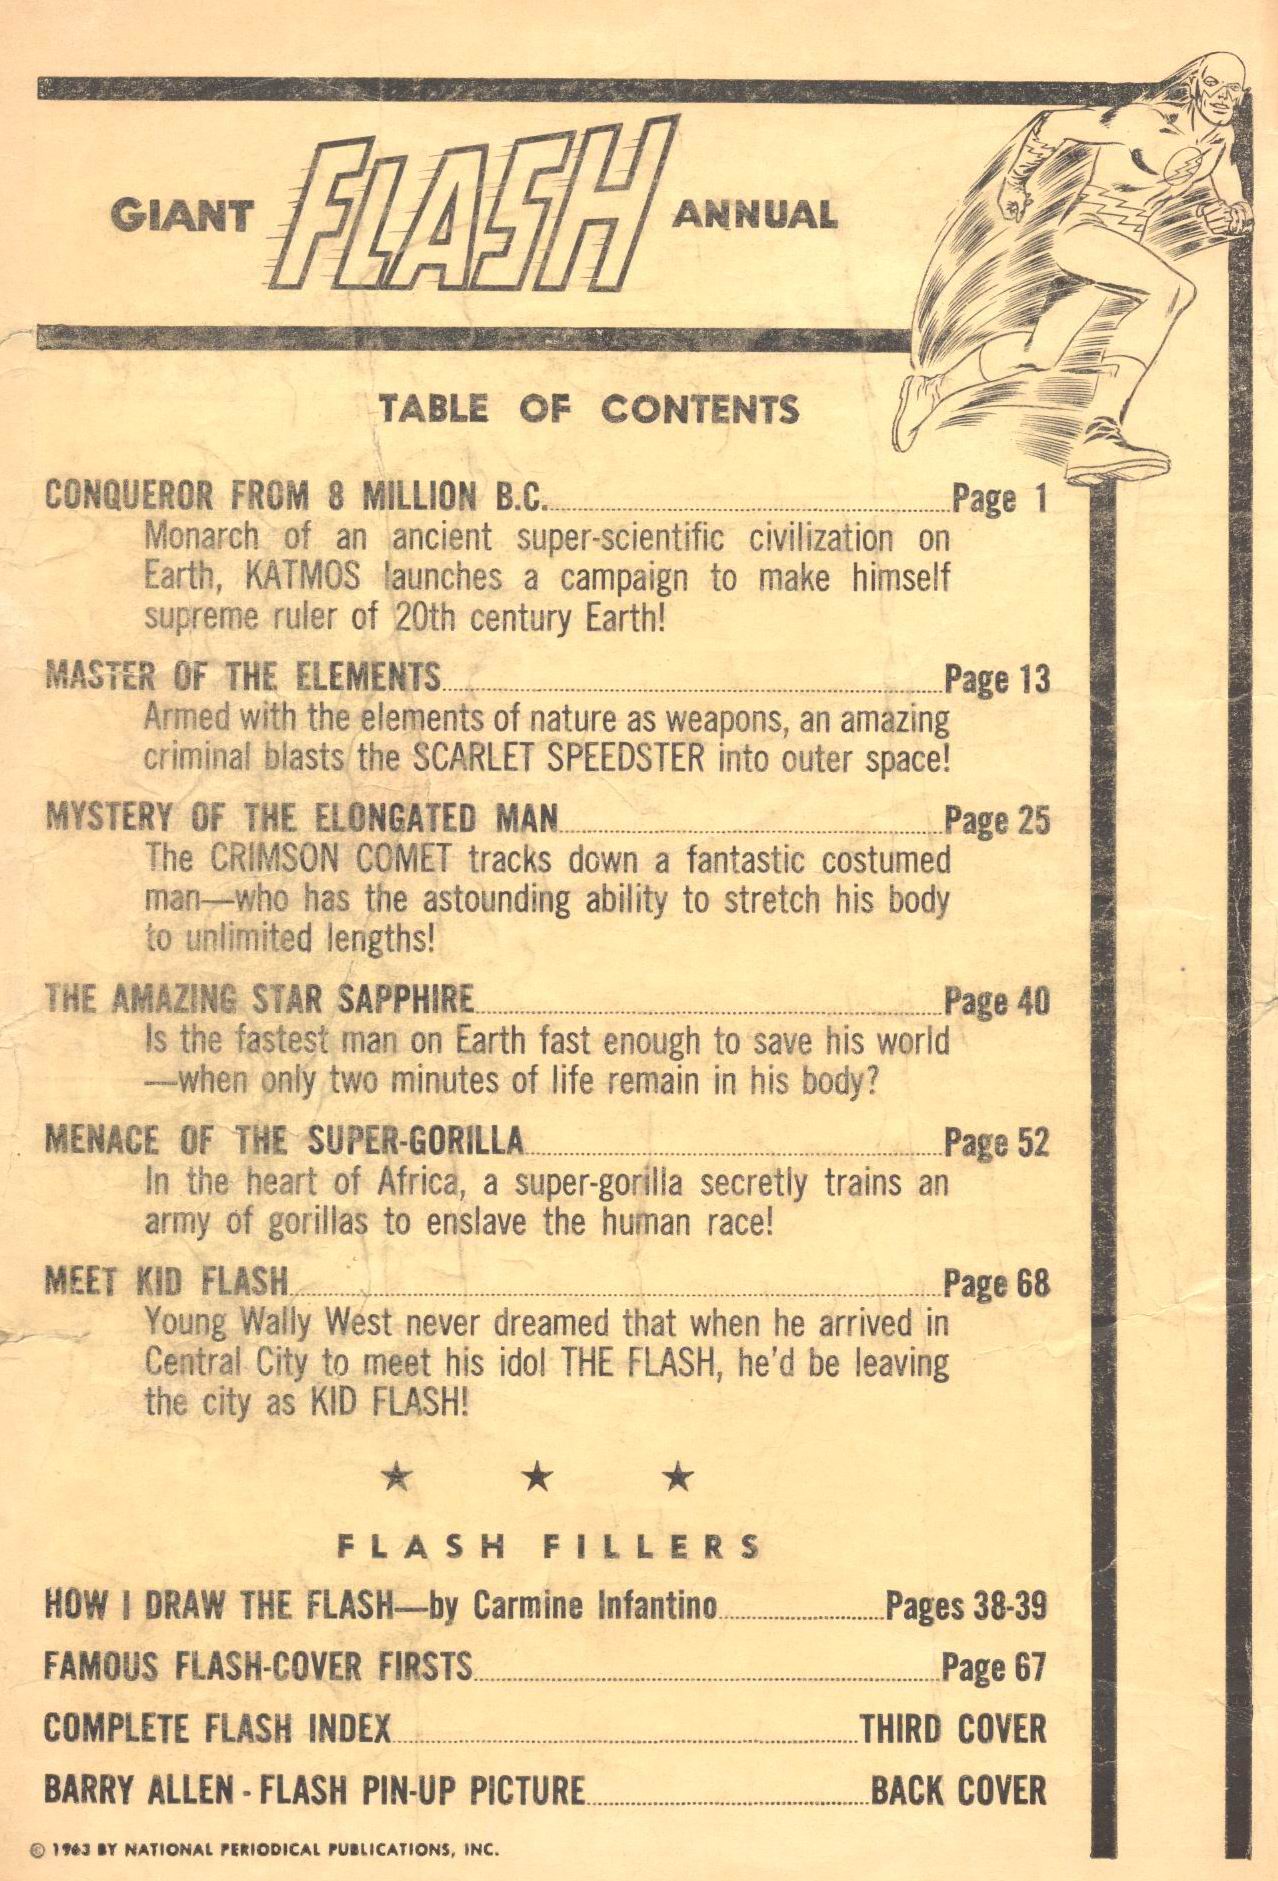 GIANT FLASH ANNUAL
TABLE OF CONTENTS
CONQUEROR FROM 8 MILLION B.C. Page 1
Monarch of an ancient super-scientific civilization on
Earth, KATMOS launches a campaign to make himself
supreme ruler of 20th century Earth!
MASTER OF THE ELEMENTS Page 13
Armed with the elements of nature as weapons, an amazing
criminal blasts the SCARLET SPEEDSTER into outer space!
MYSTERY OF THE ELONGATED MAN Page 25
The CRIMSON COMET tracks down a fantastic costumed
man—who has the astounding ability to stretch his body
to unlimited lengths!
THE AMAZING STAR SAPPHIRE Page 40
Is the fastest man on Earth fast enough to save his world
—when only two minutes of life remain in his body?
MENACE OF THE SUPER-GORILLA Page 52
In the heart of Africa, a super-gorilla secretly trains an
army of gorillas to enslave the human race!
MEET KID FLASH Page 68
Young Wally West never dreamed that when he arrived in
Central City to meet his idol THE FLASH, he'd be leaving
the city as KID FLASH!
FLASH FILLERS
HOW I DRAW THE FLASH—by Carmine Infantino Pages 38-39
FAMOUS FLASH-COVER FIRSTS Page 67
COMPLETE FLASH INDEX THIRD COVER
BARRY ALLEN - FLASH PIN-UP PICTURE BACK COVER
© 1963 BY NATIONAL PERIODICAL PUBLICATIONS, INC.